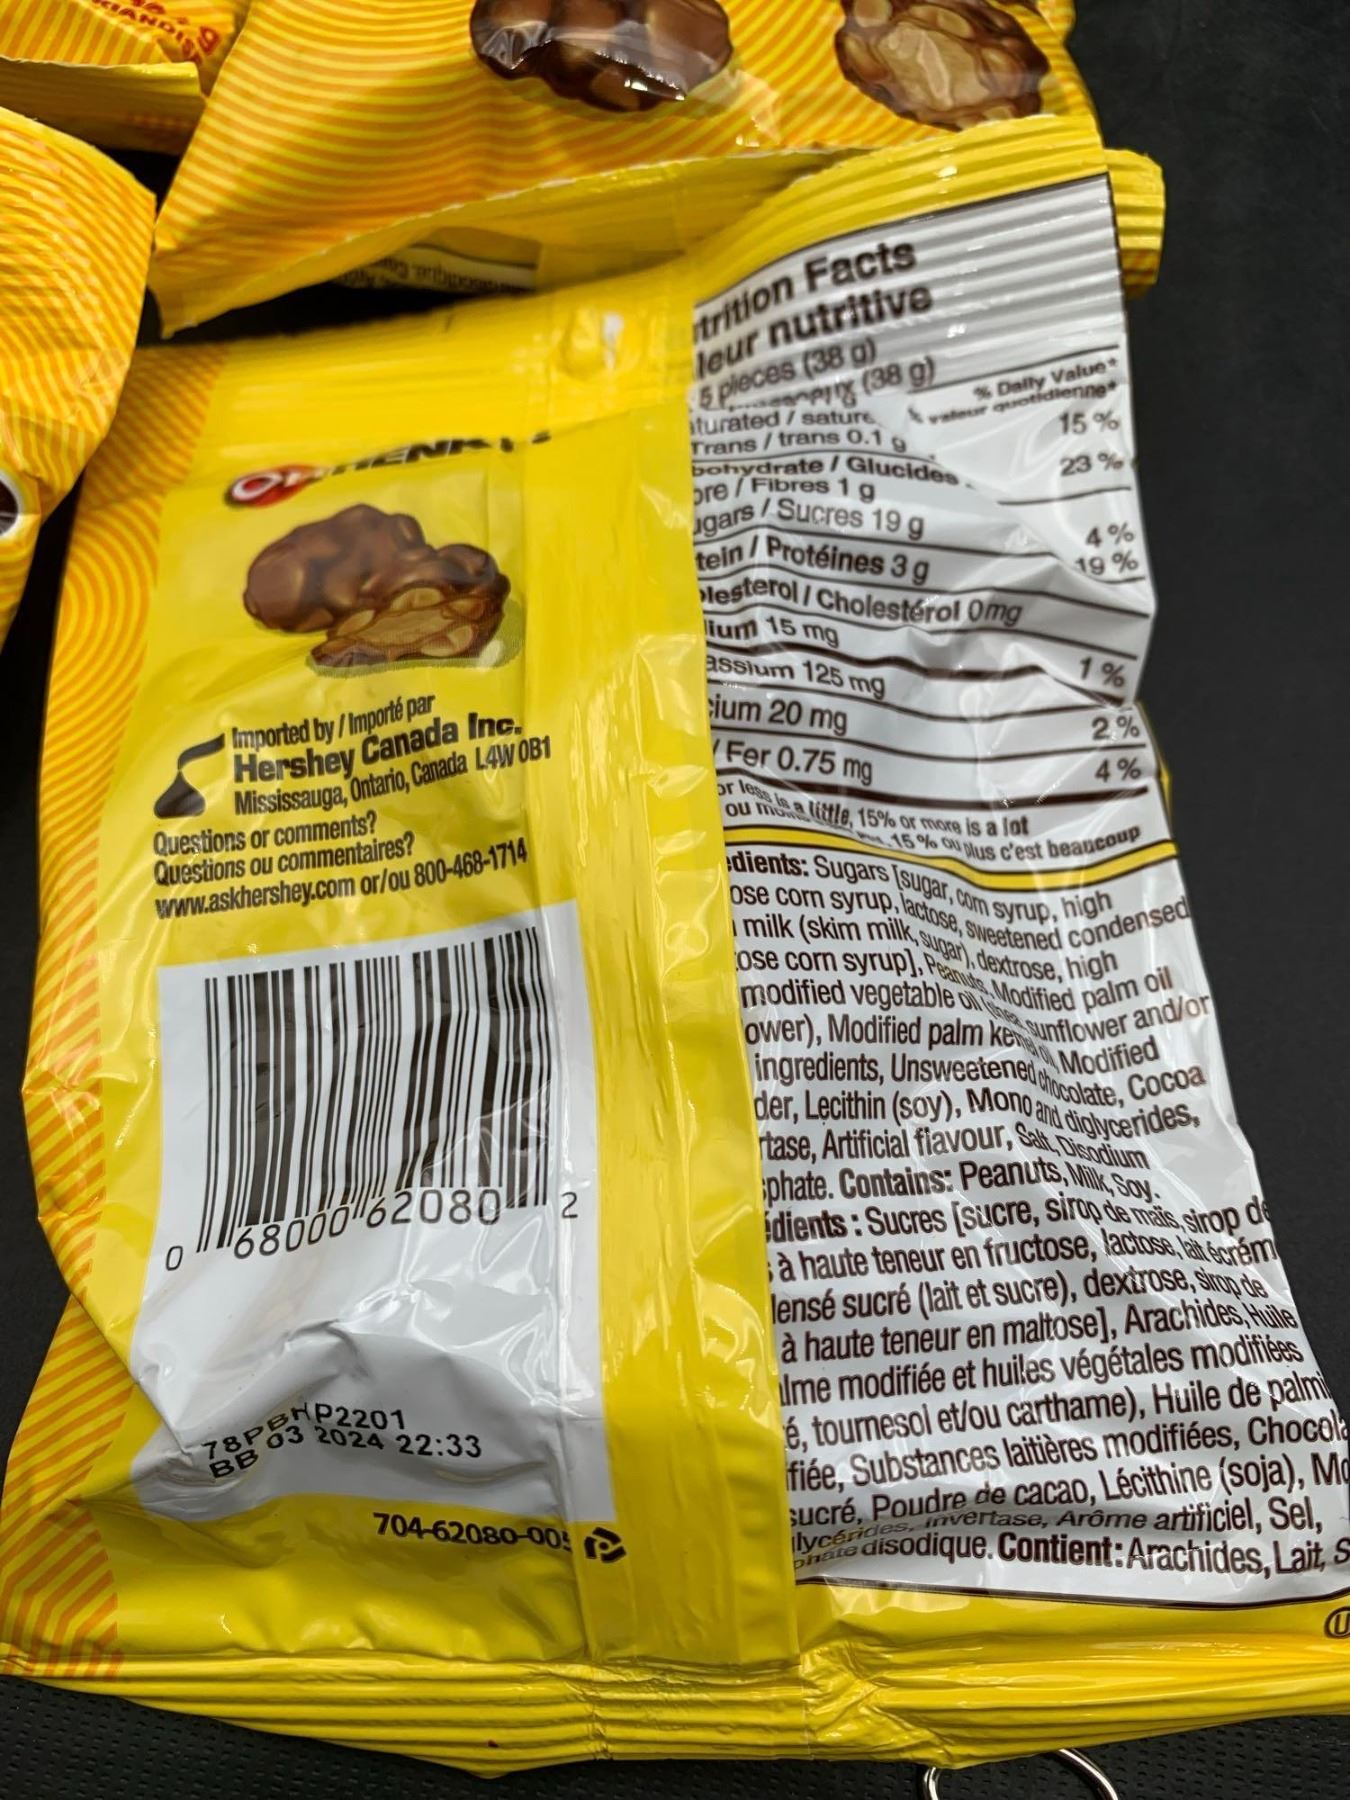 Imported by / Importé par
Hershey Canada Inc.
Mississauga, Ontario, Canada L4W 0B1
Questions or comments?
Questions ou commentaires?
www.askhershey.com or/ou 800-468-1714
0 68000 62080 2
78PBHP2201
BB 03 2024 22:33
704-62080-005
trition Facts
leur nutritive
5 pieces (38 g)
(38 g)
% Daily Value*
% valeur quotidienne*
15 %
turated / sature
Trans / trans 0.1 g
23 %
bohydrate / Glucides
bre / Fibres 1 g
4 %
ugars / Sucres 19 g
19 %
tein / Protéines 3 g
lesterol / Cholestérol 0mg
ium 15 mg
1 %
assium 125 mg
cium 20 mg
2 %
/ Fer 0.75 mg
4 %
or less is a little, 15% or more is a lot
ou moins 15 % ou plus c'est beaucoup
edients: Sugars [sugar, corn syrup, high
ose corn syrup, lactose, sweetened condensed
milk (skim milk, sugar), dextrose, high
tose corn syrup], Peanuts, Modified palm oil
modified vegetable oil (shea, sunflower and/or
ower), Modified palm kernel oil, Modified
ingredients, Unsweetened chocolate, Cocoa
der, Lecithin (soy), Mono and diglycerides,
rtase, Artificial flavour, Salt, Disodium
phate. Contains: Peanuts, Milk, Soy.
édients : Sucres [sucre, sirop de maïs, sirop de
à haute teneur en fructose, lactose, lait écrém
densé sucré (lait et sucre), dextrose, sirop de
à haute teneur en maltose], Arachides, Huile
lme modifiée et huiles végétales modifiées
é, tournesol et/ou carthame), Huile de palmi
ifiée, Substances laitières modifiées, Chocola
sucré, Poudre de cacao, Lécithine (soja), Mo
lycérides, Invertase, Arôme artificiel, Sel,
phate disodique. Contient: Arachides, Lait, S
U